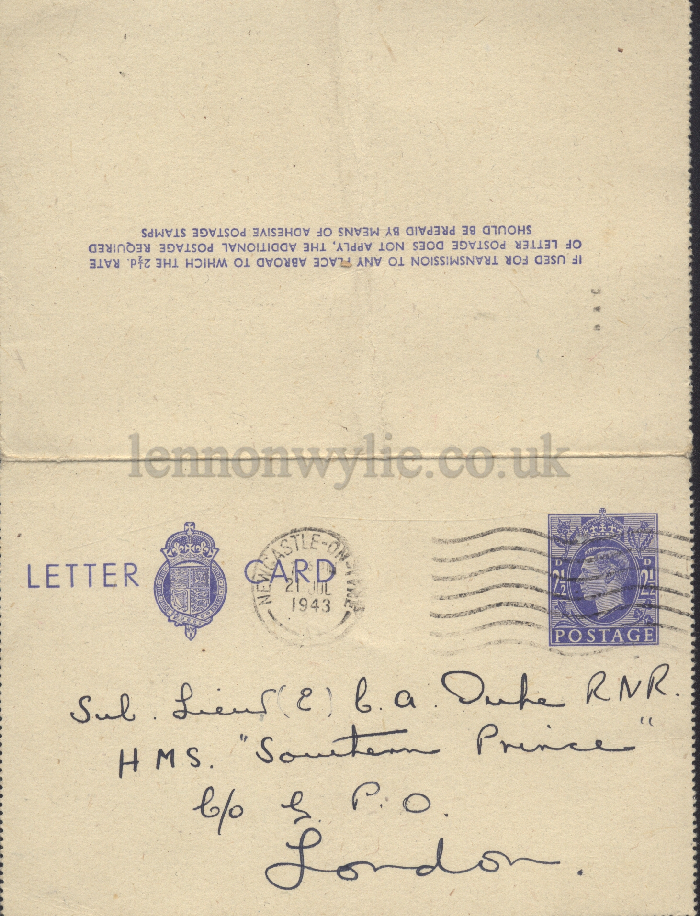 IF USED FOR TRANSMISSION TO ANY PLACE ABROAD TO WHICH THE 2½d. RATE
OF LETTER POSTAGE DOES NOT APPLY, THE ADDITIONAL POSTAGE REQUIRED
SHOULD BE PREPAID BY MEANS OF ADHESIVE POSTAGE STAMPS
lennonwylie.co.uk
LETTER CARD
NEWCASTLE-ON-TYNE
21 JUL
1943
D D
2½ 2½
POSTAGE
Sub. Lieut (E) C. A. Duke RNR.
HMS. "Southern Prince"
C/o G. P. O.
London.